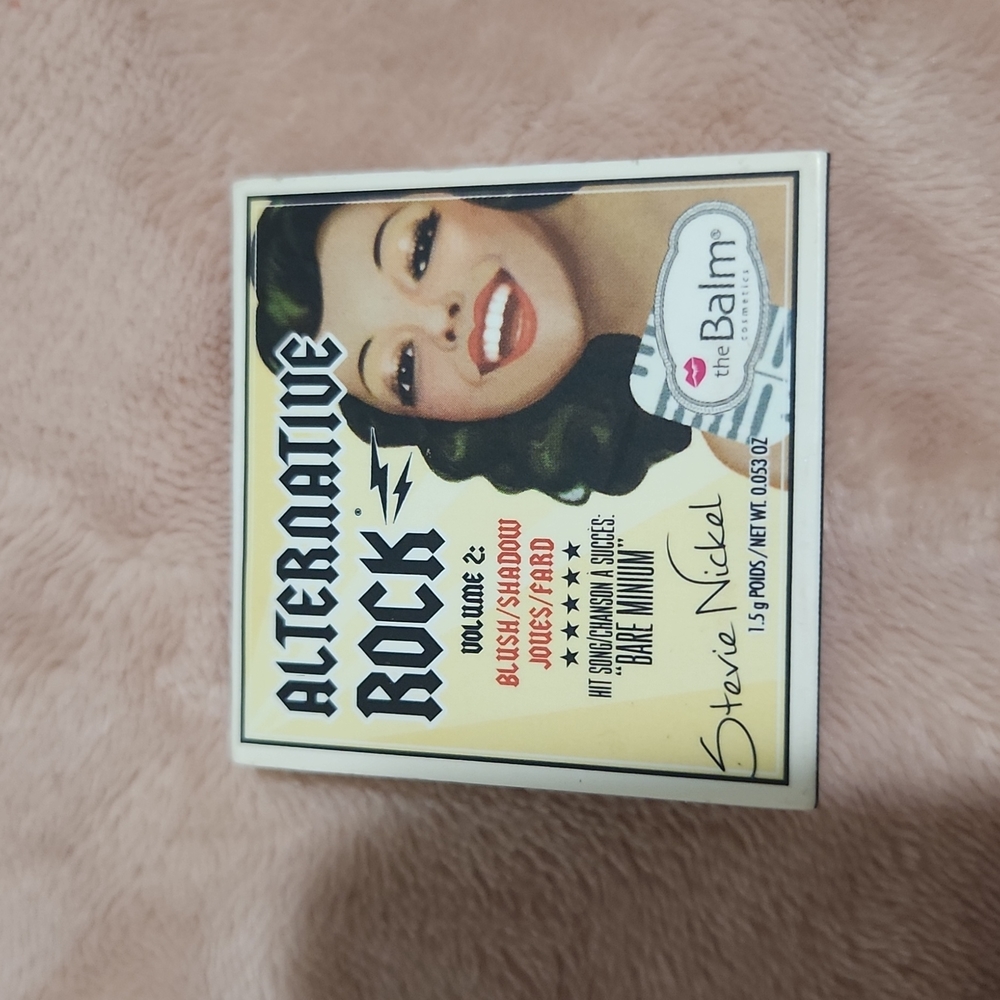 ALTERNATIVE
ROCK®
VOLUME 2:
BLUSH/SHADOW
JOUES/FARD
HIT SONG/CHANSON A SUCCÈS:
"BARE MINIUM"
Stevie Nickel
1.5 g POIDS / NET WT. 0.053 OZ
theBalm®
cosmetics